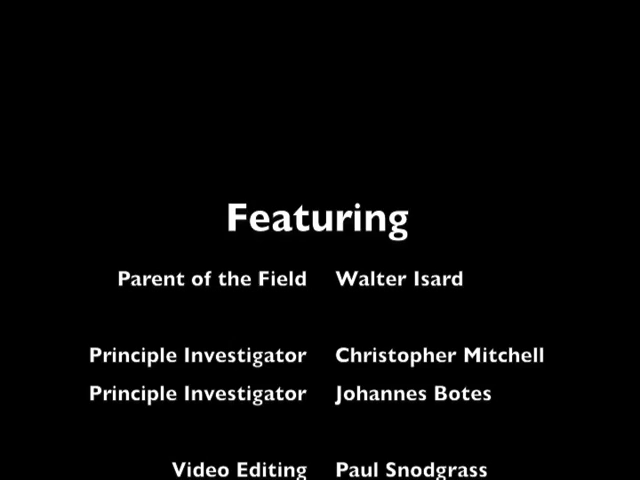 Featuring
Parent of the Field Walter Isard
Principle Investigator Christopher Mitchell
Principle Investigator Johannes Botes
Video Editing Paul Snodgrass